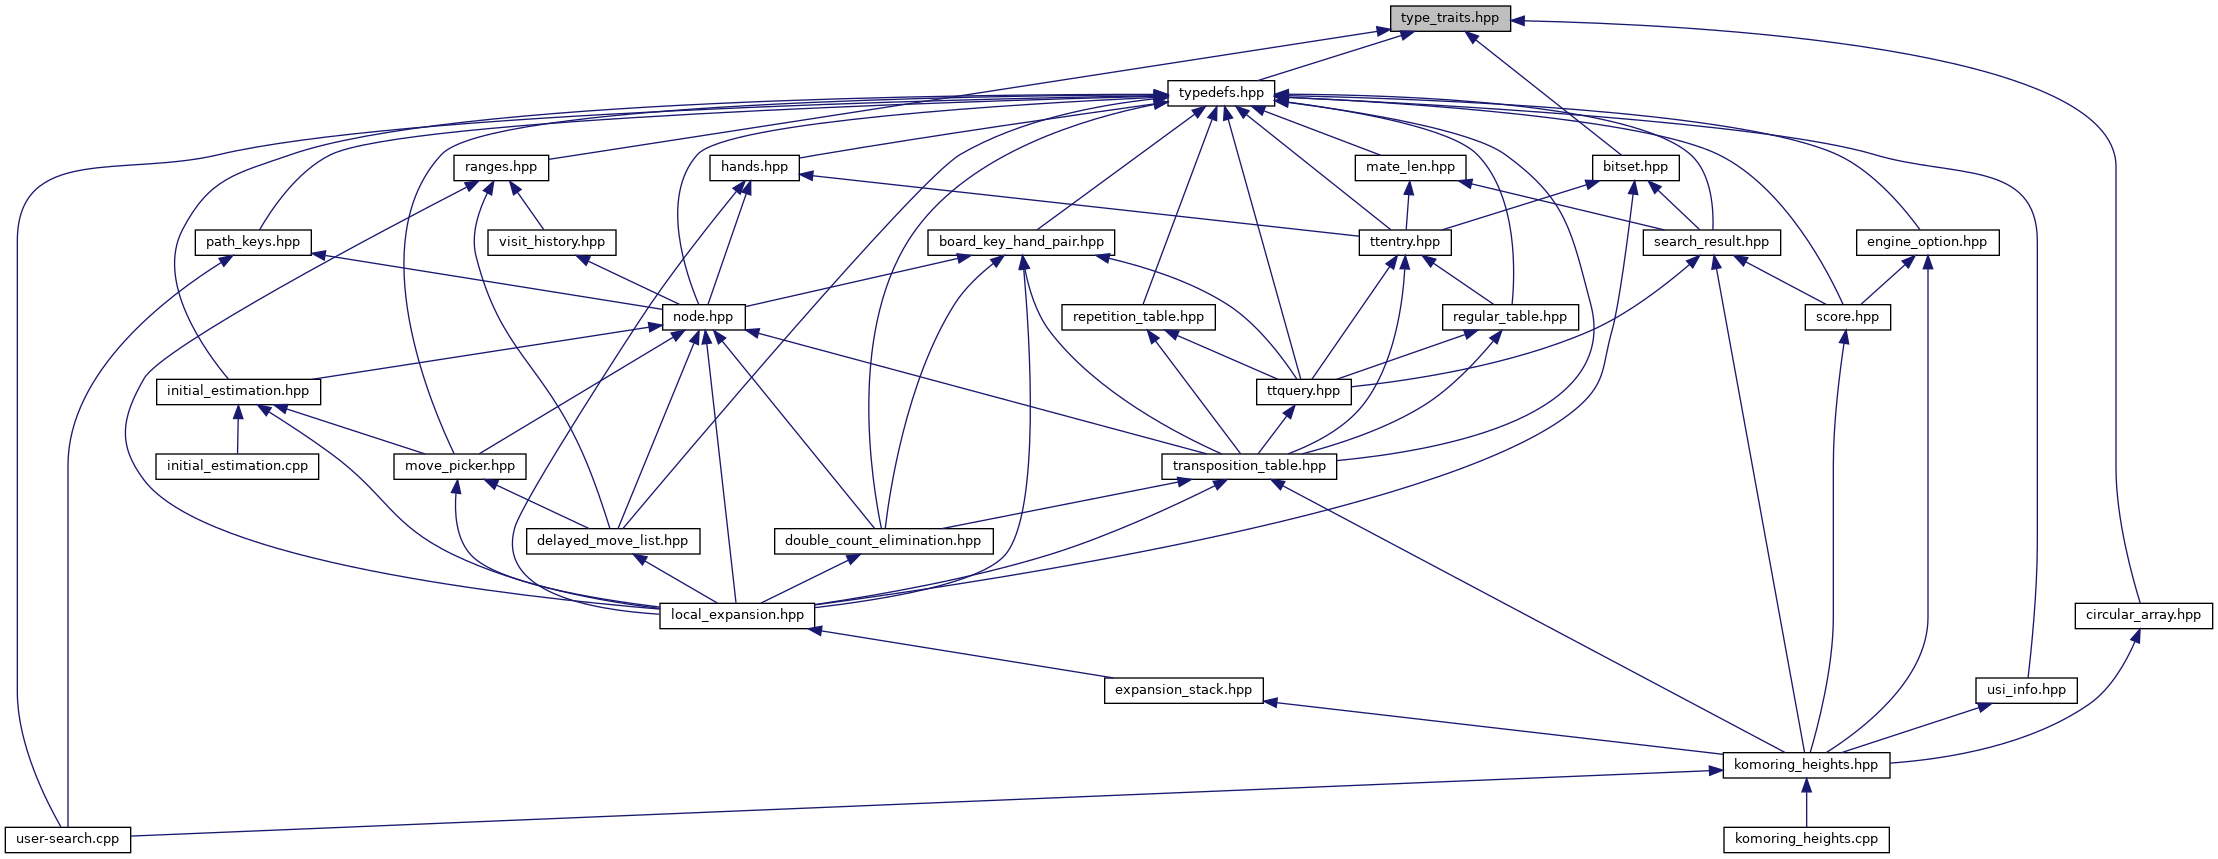 type_traits.hpp
typedefs.hpp
ranges.hpp
hands.hpp
mate_len.hpp
bitset.hpp
path_keys.hpp
visit_history.hpp
board_key_hand_pair.hpp
ttentry.hpp
search_result.hpp
engine_option.hpp
node.hpp
repetition_table.hpp
regular_table.hpp
score.hpp
initial_estimation.hpp
ttquery.hpp
initial_estimation.cpp
move_picker.hpp
transposition_table.hpp
delayed_move_list.hpp
double_count_elimination.hpp
local_expansion.hpp
circular_array.hpp
expansion_stack.hpp
usi_info.hpp
komoring_heights.hpp
user-search.cpp
komoring_heights.cpp